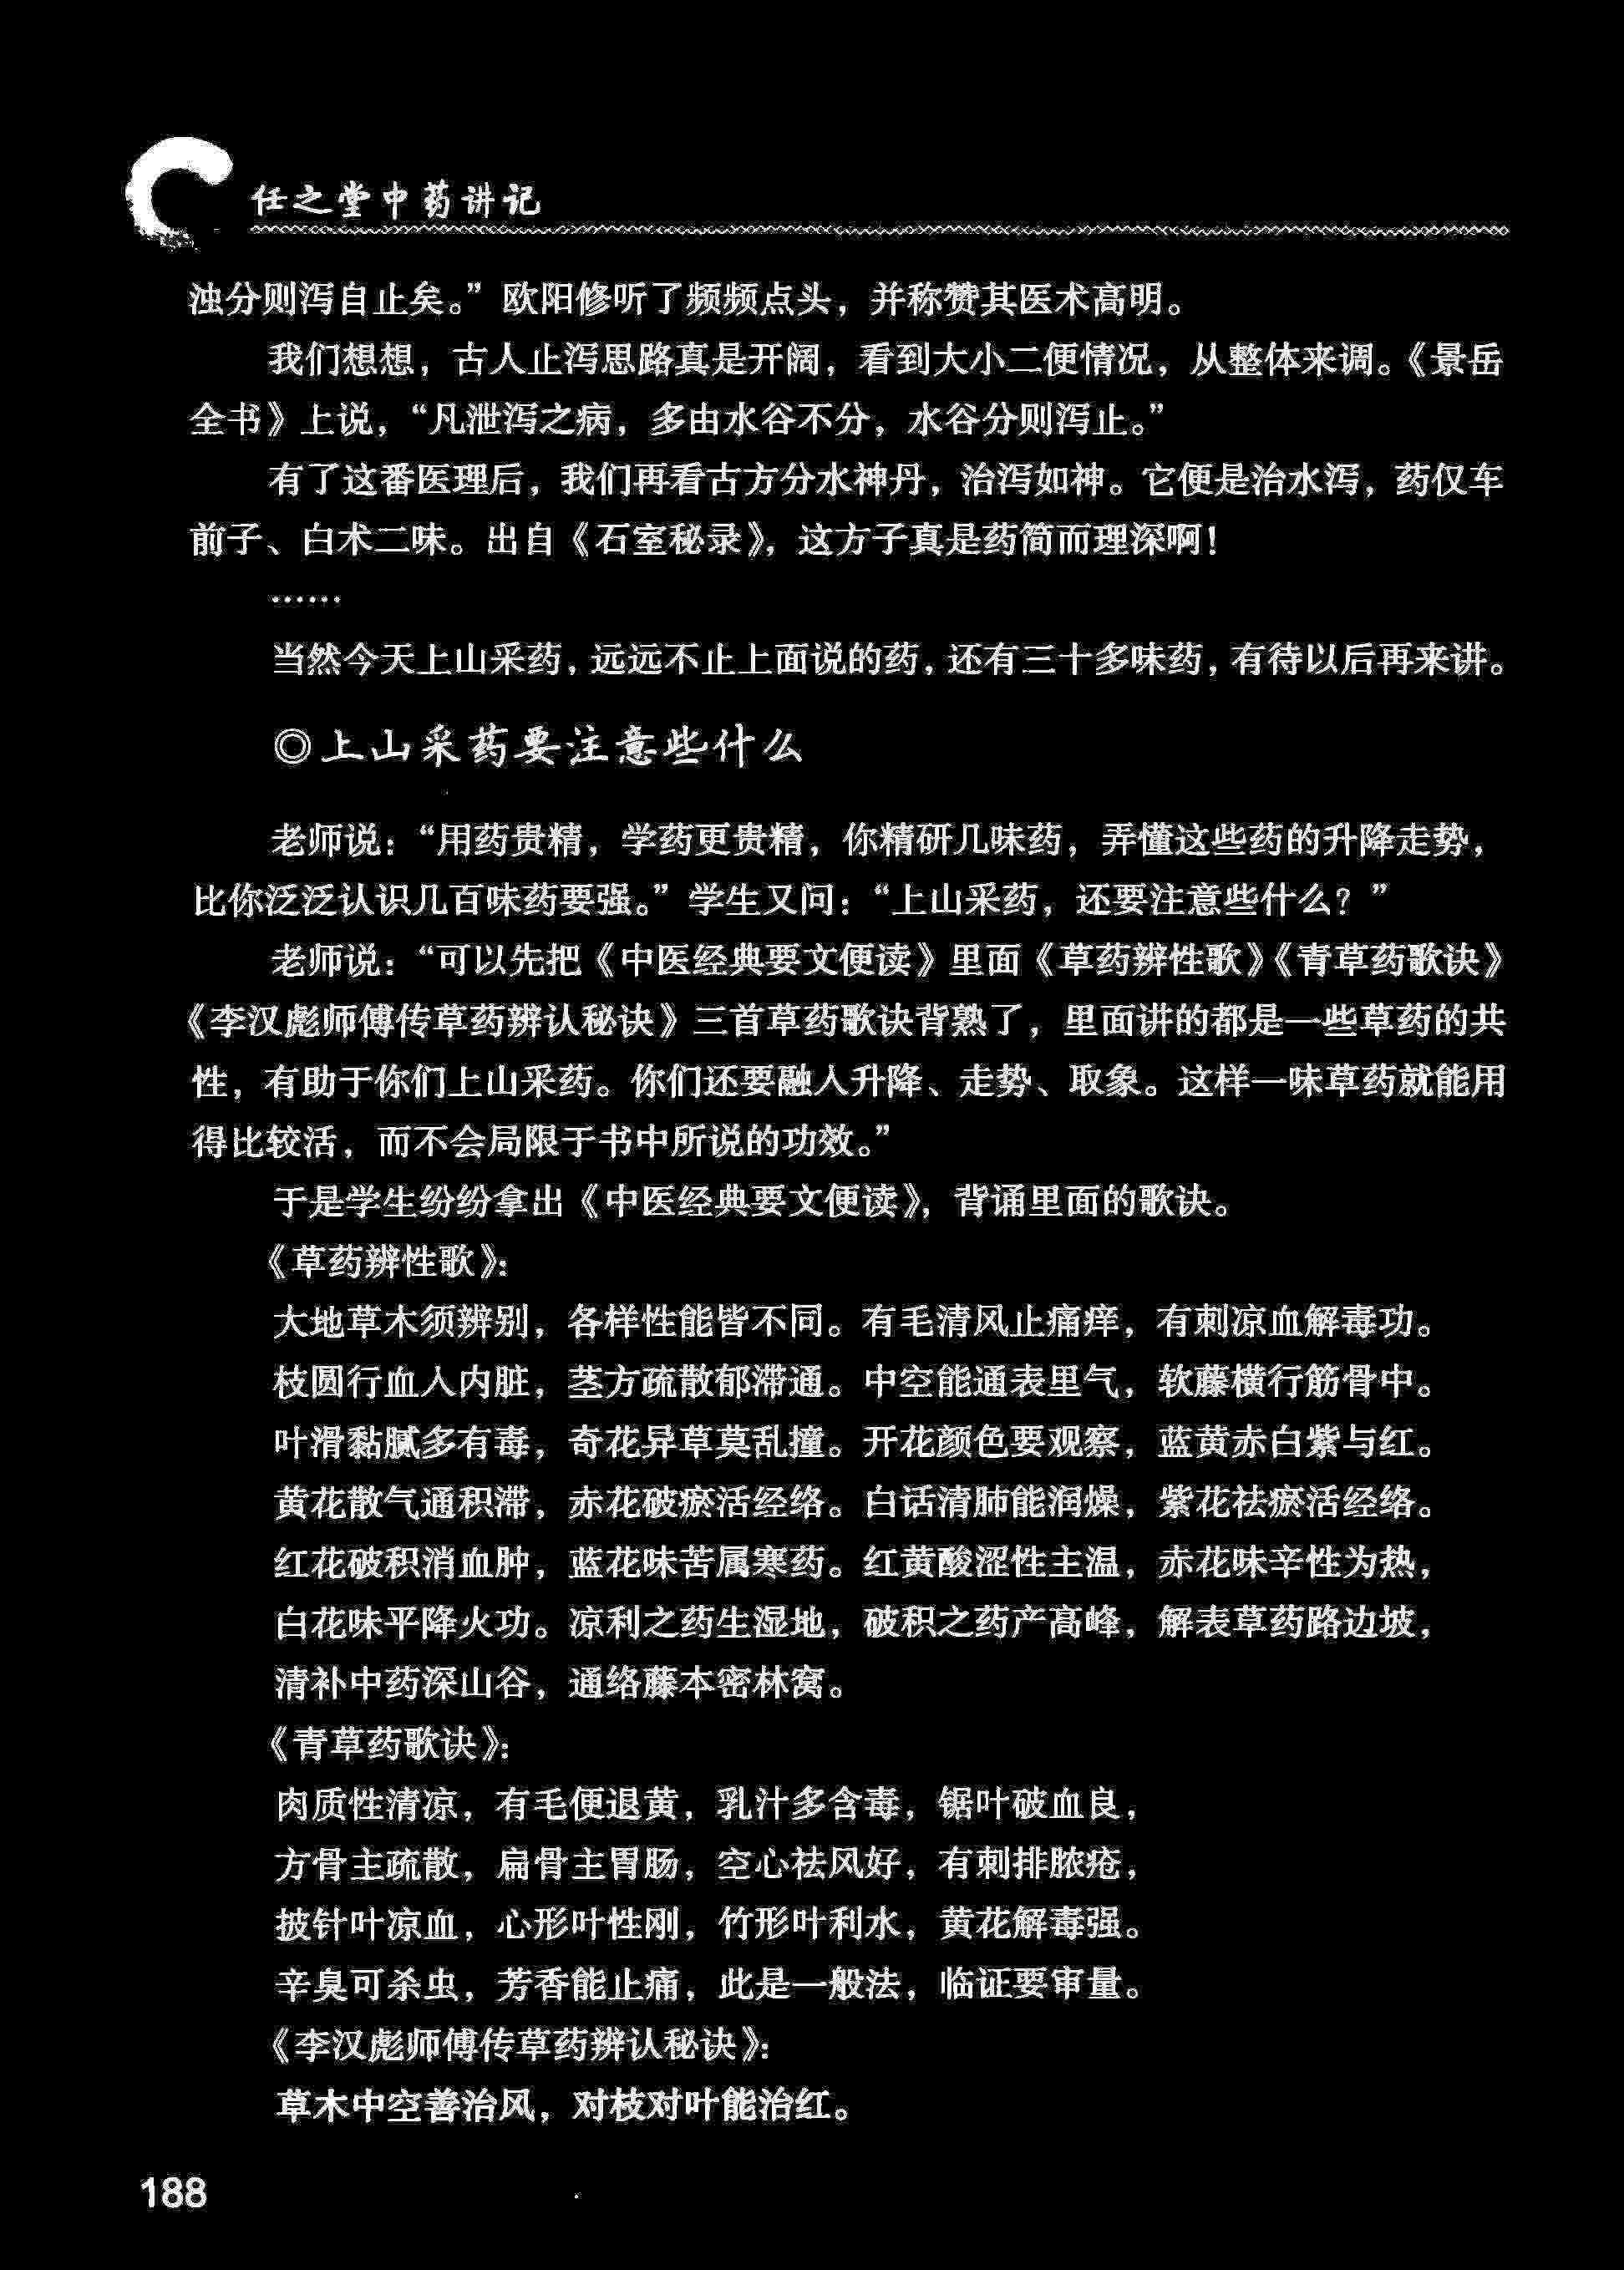 任之堂中药讲记
浊分则泻自止矣。”欧阳修听了频频点头，并称赞其医术高明。
我们想想，古人止泻思路真是开阔，看到大小二便情况，从整体来调。《景岳
全书》上说，“凡泄泻之病，多由水谷不分，水谷分则泻止。”
有了这番医理后，我们再看古方分水神丹，治泻如神。它便是治水泻，药仅车
前子、白术二味。出自《石室秘录》，这方子真是药简而理深啊！
……
当然今天上山采药，远远不止上面说的药，还有三十多味药，有待以后再来讲。
◎上山采药要注意些什么
老师说：“用药贵精，学药更贵精，你精研几味药，弄懂这些药的升降走势，
比你泛泛认识几百味药要强。”学生又问：“上山采药，还要注意些什么？”
老师说：“可以先把《中医经典要文便读》里面《草药辨性歌》《青草药歌诀》
《李汉彪师傅传草药辨认秘诀》三首草药歌诀背熟了，里面讲的都是一些草药的共
性，有助于你们上山采药。你们还要融入升降、走势、取象。这样一味草药就能用
得比较活，而不会局限于书中所说的功效。”
于是学生纷纷拿出《中医经典要文便读》，背诵里面的歌诀。
《草药辨性歌》：
大地草木须辨别，各样性能皆不同。有毛清风止痛痒，有刺凉血解毒功。
枝圆行血入内脏，茎方疏散郁滞通。中空能通表里气，软藤横行筋骨中。
叶滑黏腻多有毒，奇花异草莫乱撞。开花颜色要观察，蓝黄赤白紫与红。
黄花散气通积滞，赤花破瘀活经络。白话清肺能润燥，紫花祛瘀活经络。
红花破积消血肿，蓝花味苦属寒药。红黄酸涩性主温，赤花味辛性为热，
白花味平降火功。凉利之药生湿地，破积之药产高峰，解表草药路边坡，
清补中药深山谷，通络藤本密林窝。
《青草药歌诀》：
肉质性清凉，有毛便退黄，乳汁多含毒，锯叶破血良，
方骨主疏散，扁骨主胃肠，空心祛风好，有刺排脓疮，
披针叶凉血，心形叶性刚，竹形叶利水，黄花解毒强。
辛臭可杀虫，芳香能止痛，此是一般法，临证要审量。
《李汉彪师傅传草药辨认秘诀》：
草木中空善治风，对枝对叶能治红。
188